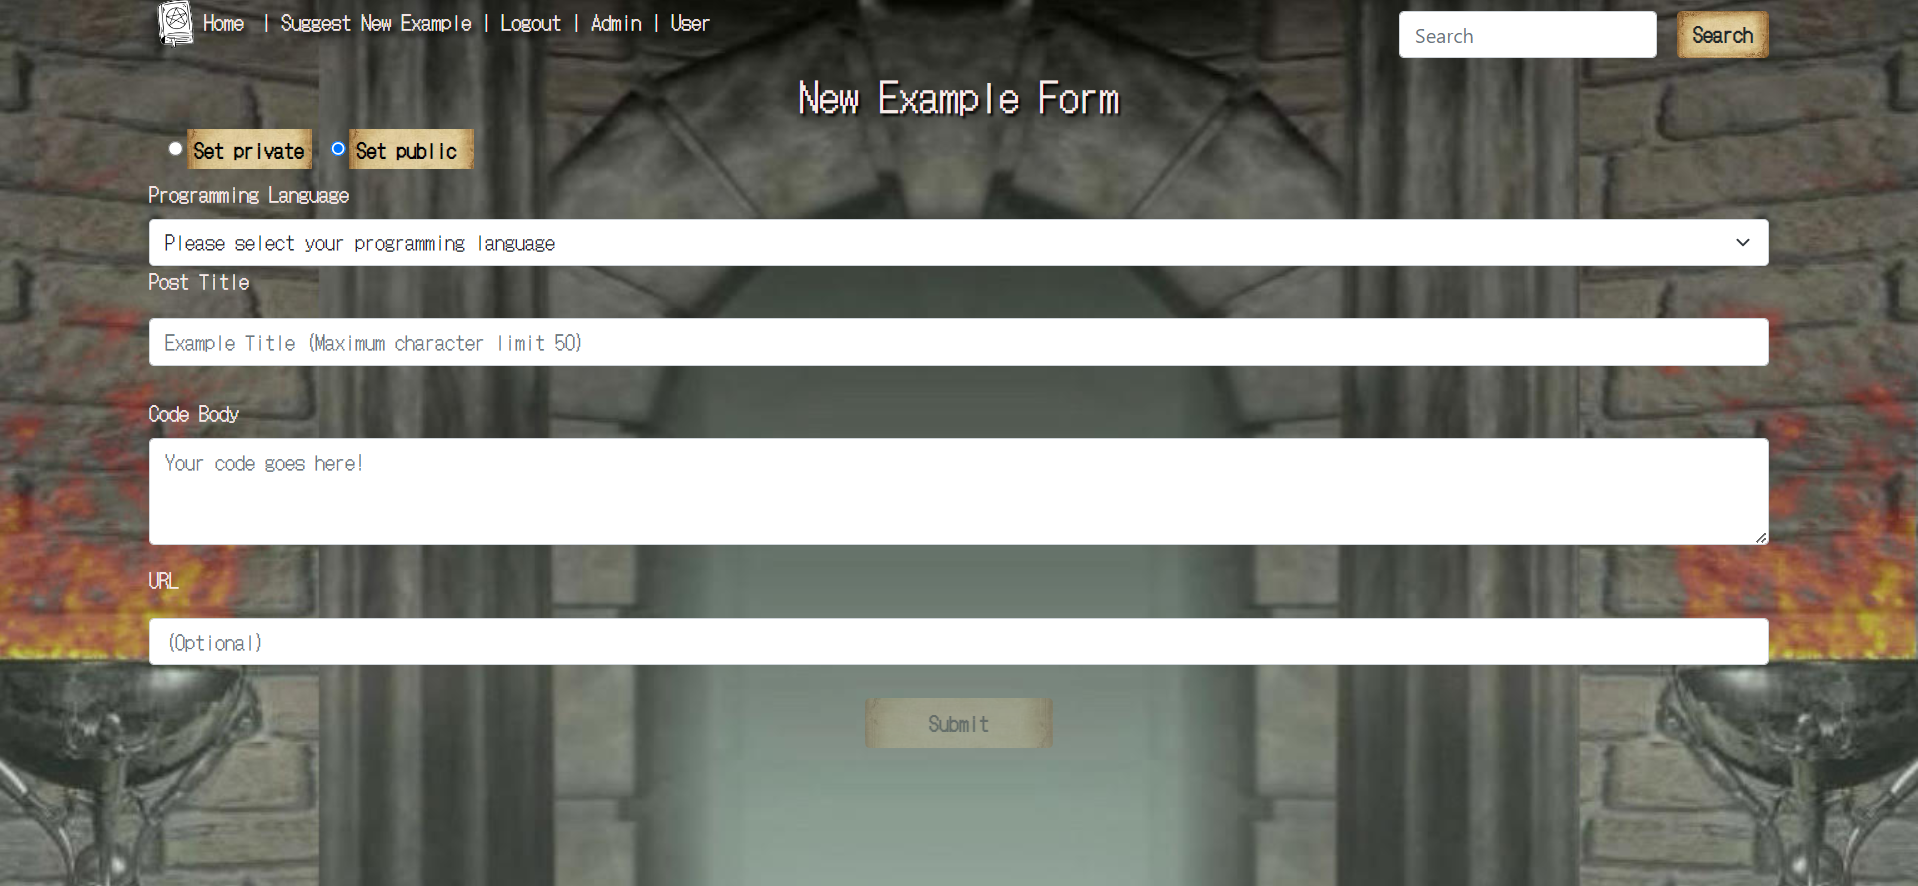 Home | Suggest New Example | Logout | Admin | User
Search
Search
New Example Form
Set private Set public
Programming Language
Please select your programming language
Post Title
Example Title (Maximum character limit 50)
Code Body
Your code goes here!
URL
(Optional)
Submit